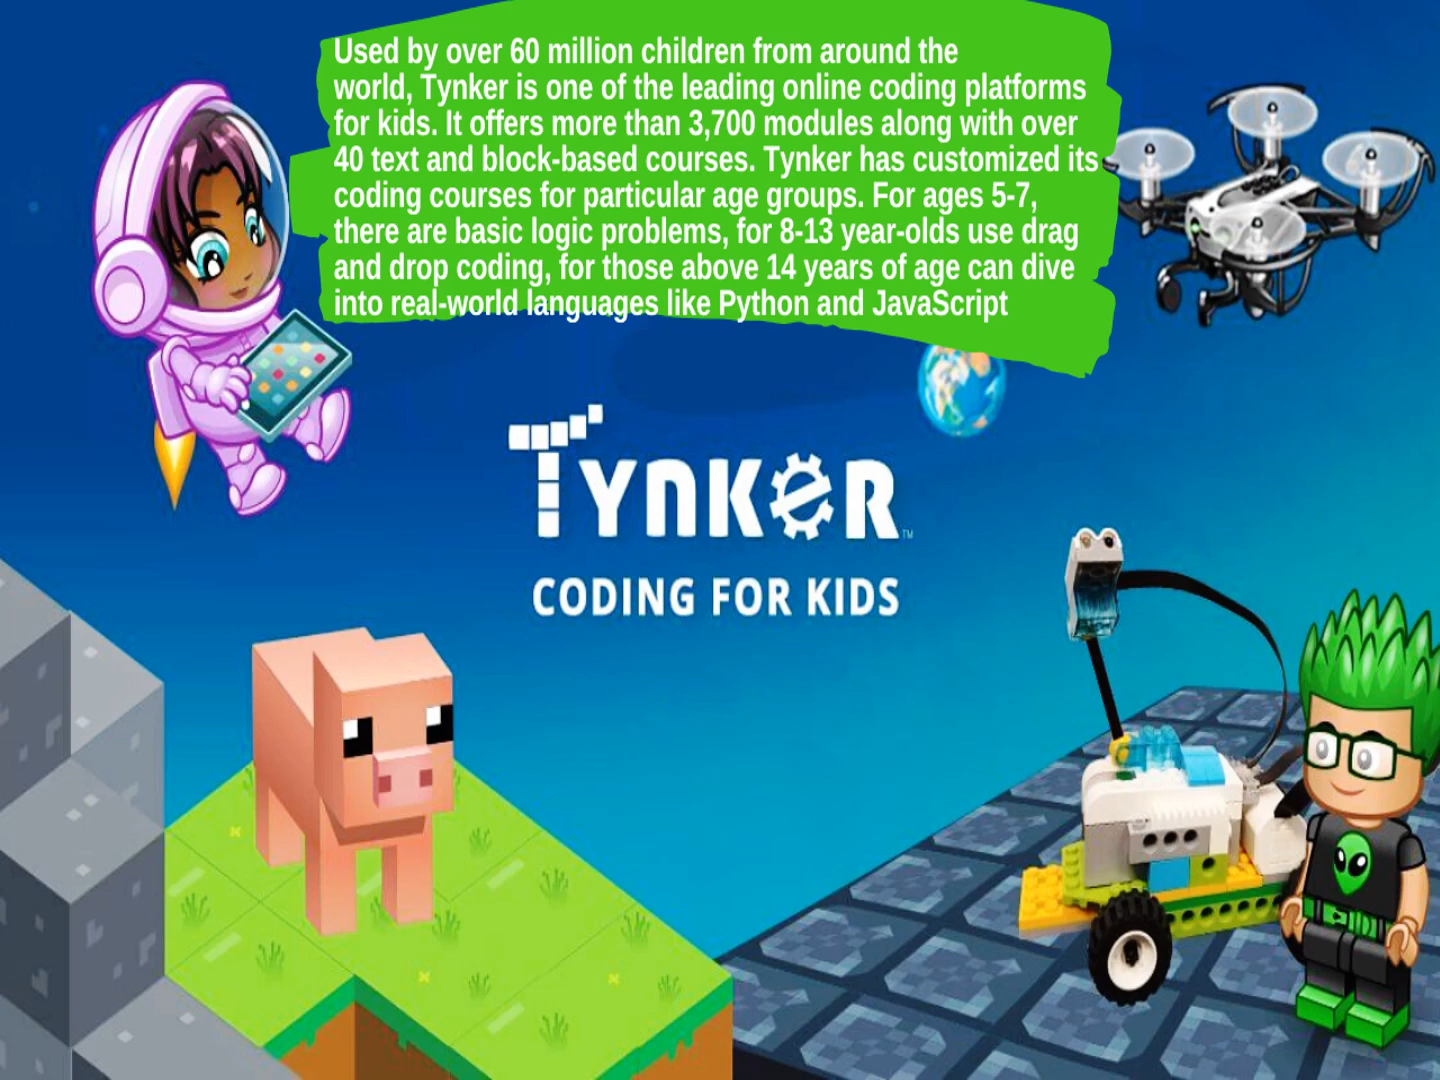 Used by over 60 million children from around the
world, Tynker is one of the leading online coding platforms
for kids. It offers more than 3,700 modules along with over
40 text and block-based courses. Tynker has customized its
coding courses for particular age groups. For ages 5-7,
there are basic logic problems, for 8-13 year-olds use drag
and drop coding, for those above 14 years of age can dive
into real-world languages like Python and JavaScript
TYNKER™
CODING FOR KIDS